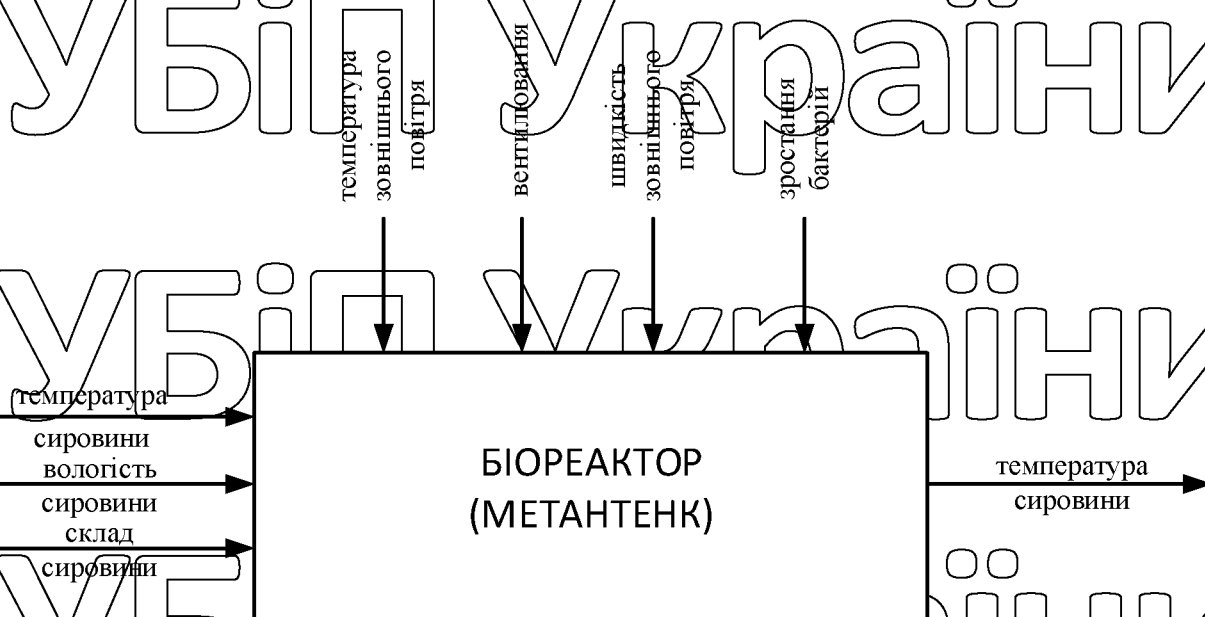 УБіП України
температура
зовнішнього
повітря
вентилювання
швидкість
зовнішнього
повітря
зростання
бактерій
УБіП України
температура
сировини
вологість
сировини
склад
сировини
БІОРЕАКТОР
(МЕТАНТЕНК)
температура
сировини